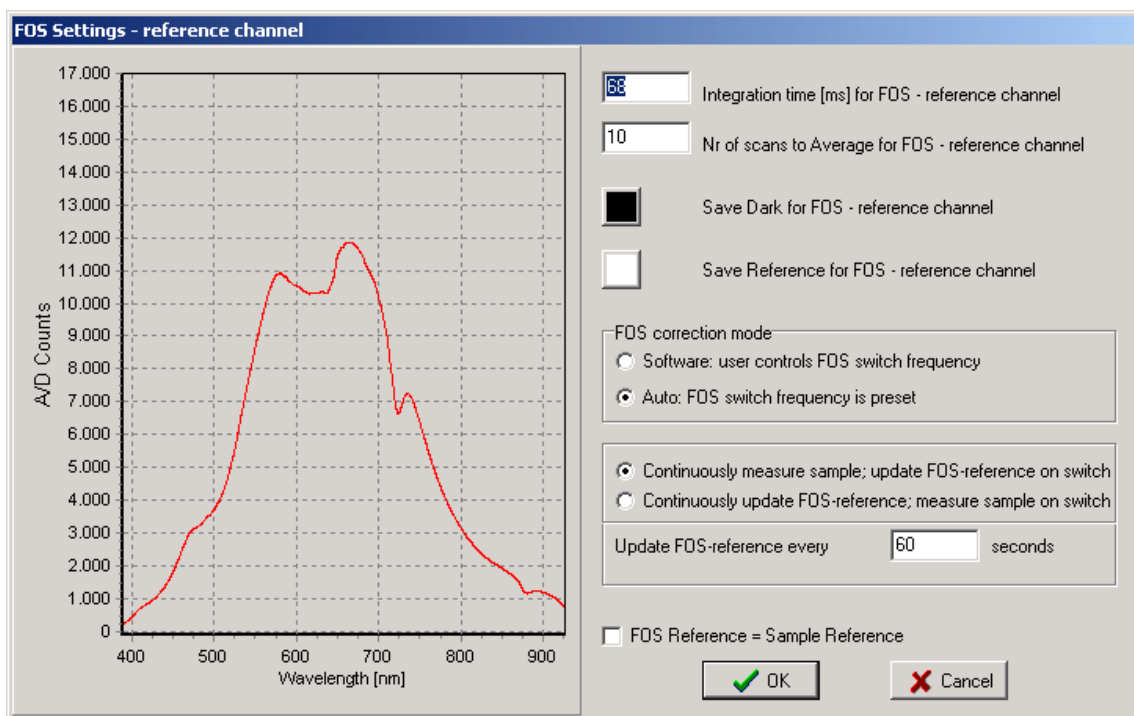 FOS Settings - reference channel
17.000
16.000
15.000
14.000
13.000
12.000
11.000
10.000
9.000
8.000
7.000
6.000
5.000
4.000
3.000
2.000
1.000
0
A/D Counts
400 500 600 700 800 900
Wavelength [nm]
68 Integration time [ms] for FOS - reference channel
10 Nr of scans to Average for FOS - reference channel
Save Dark for FOS - reference channel
Save Reference for FOS - reference channel
FOS correction mode
Software: user controls FOS switch frequency
Auto: FOS switch frequency is preset
Continuously measure sample; update FOS-reference on switch
Continuously update FOS-reference; measure sample on switch
Update FOS-reference every 60 seconds
FOS Reference = Sample Reference
OK Cancel